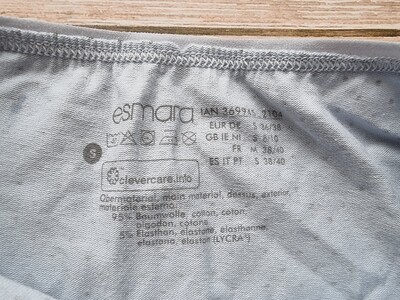 esmara
IAN 369945_2104
EUR DE S 36/38
GB IE NI S 8/10
FR M 38/40
ES IT PT S 38/40
S
clevercare.info
Obermaterial, main material, dessus, exterior,
materiale esterno:
95% Baumwolle, cotton, coton,
algodón, cotone
5% Elasthan, elastane, élasthanne,
elastano, elastan (LYCRA®)